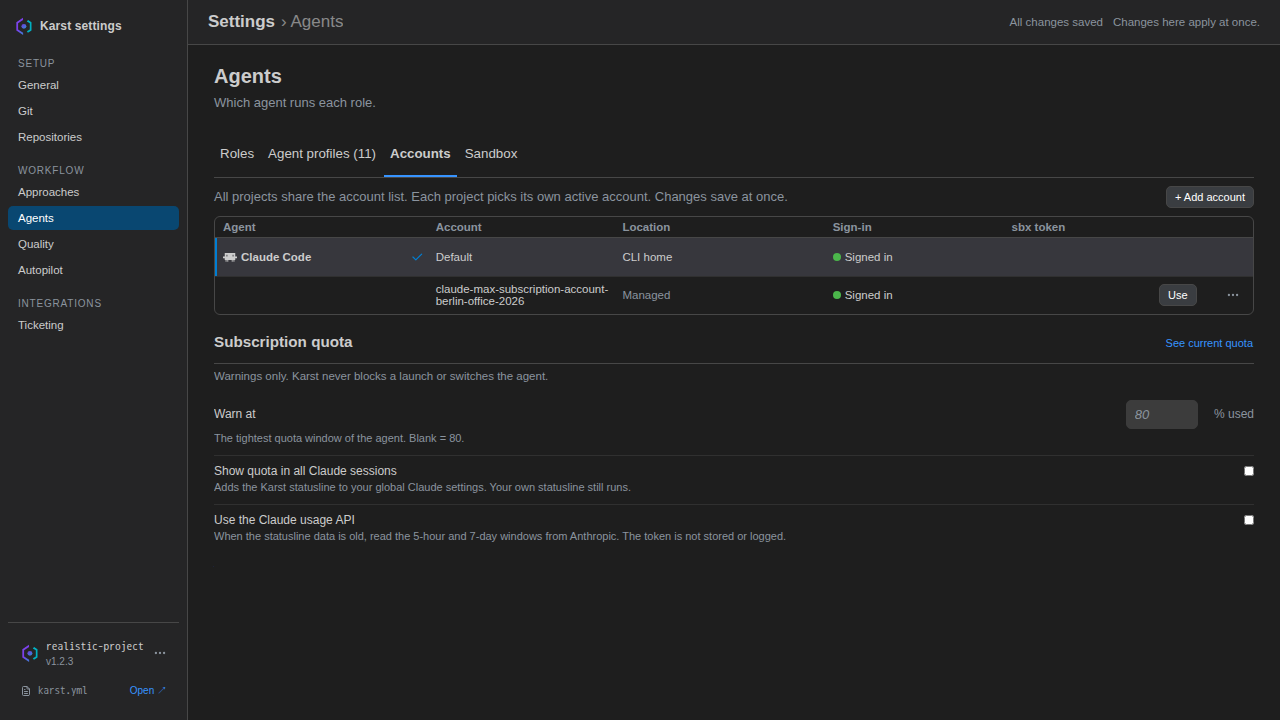 Karst settings
SETUP
General
Git
Repositories
WORKFLOW
Approaches
Agents
Quality
Autopilot
INTEGRATIONS
Ticketing
realistic-project
v1.2.3
karst.yml
Open ↗
Settings › Agents
All changes saved
Changes here apply at once.
Agents
Which agent runs each role.
Roles
Agent profiles (11)
Accounts
Sandbox
All projects share the account list. Each project picks its own active account. Changes save at once.
+ Add account
Agent Account Location Sign-in sbx token
Claude Code Default CLI home Signed in
claude-max-subscription-account-
berlin-office-2026
Managed Signed in Use
Subscription quota
See current quota
Warnings only. Karst never blocks a launch or switches the agent.
Warn at
80 % used
The tightest quota window of the agent. Blank = 80.
Show quota in all Claude sessions
Adds the Karst statusline to your global Claude settings. Your own statusline still runs.
Use the Claude usage API
When the statusline data is old, read the 5-hour and 7-day windows from Anthropic. The token is not stored or logged.